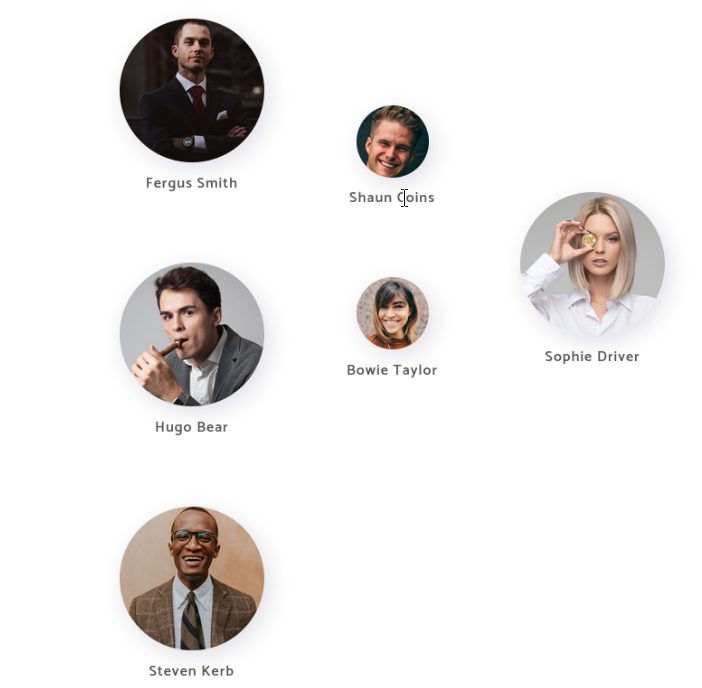 Fergus Smith
Shaun Coins
Sophie Driver
Hugo Bear
Bowie Taylor
Steven Kerb